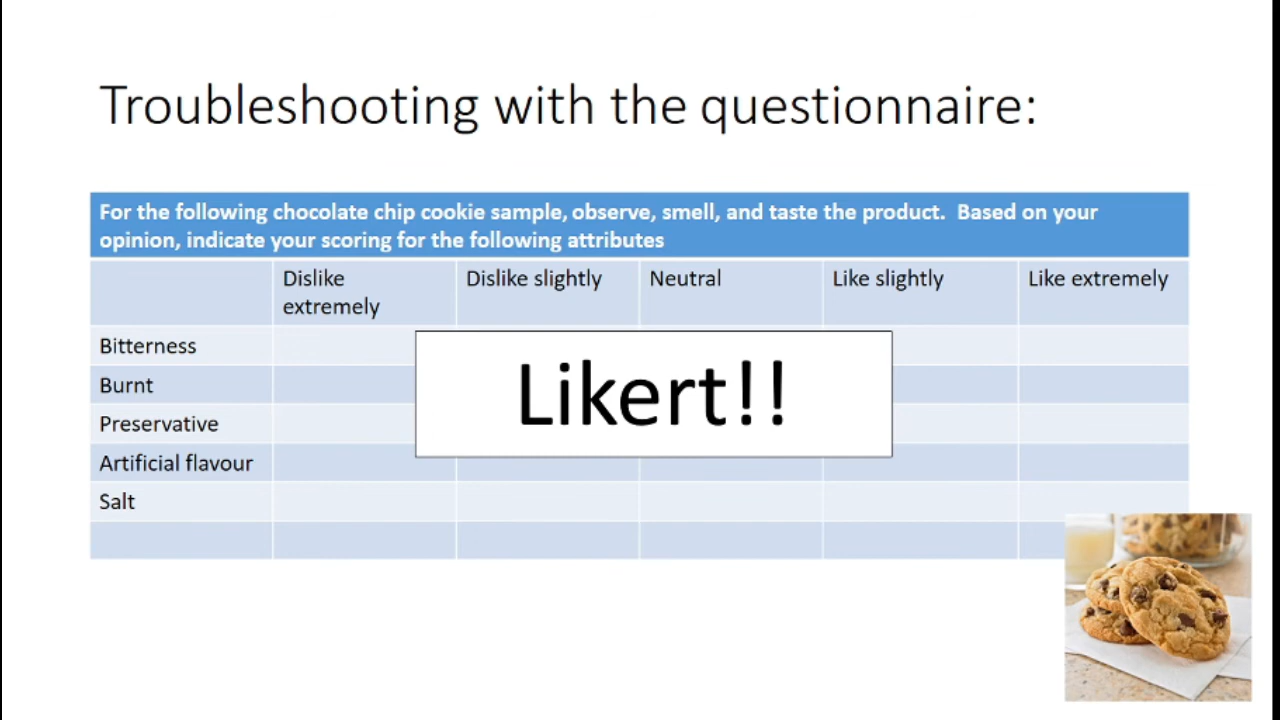 Troubleshooting with the questionnaire:
For the following chocolate chip cookie sample, observe, smell, and taste the product.  Based on your
opinion, indicate your scoring for the following attributes
Dislike
extremely
Dislike slightly
Neutral
Like slightly
Like extremely
Bitterness
Burnt
Preservative
Artificial flavour
Salt
Likert!!